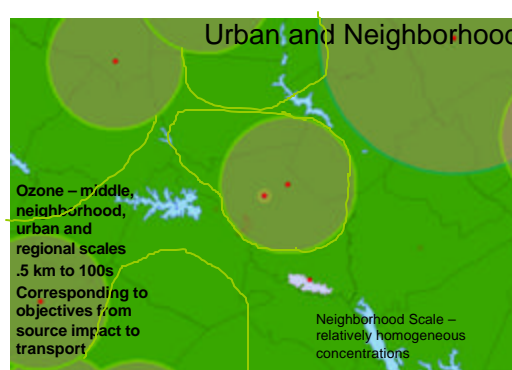 Urban and Neighborhood
Ozone – middle,
neighborhood,
urban and
regional scales
.5 km to 100s
Corresponding to
objectives from
source impact to
transport
Neighborhood Scale –
relatively homogeneous
concentrations